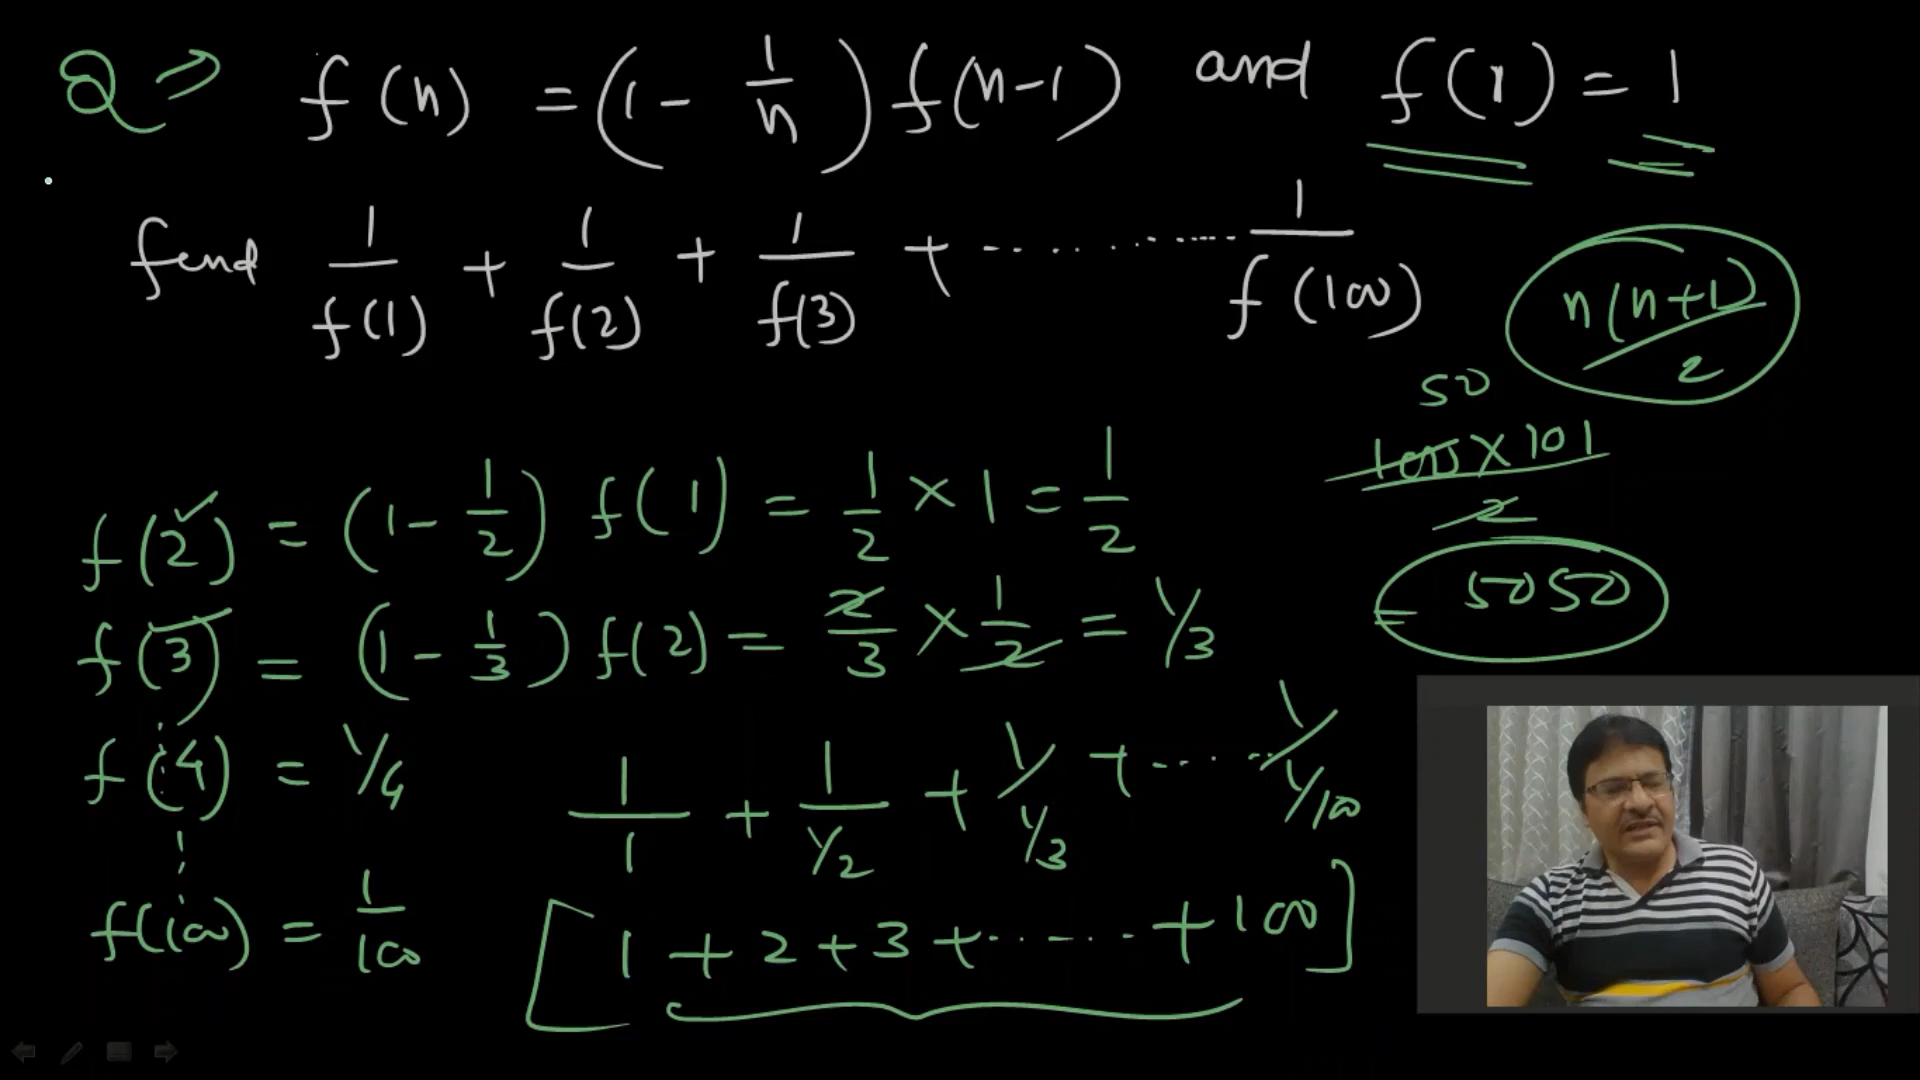 Q ⇒ f(n) = (1 - 1/n) f(n-1) and f(1) = 1
fend 1/f(1) + 1/f(2) + 1/f(3) + ........... 1/f(100)
n(n+1)/2
50
100 × 101
2
= 5050
f(2) = (1 - 1/2) f(1) = 1/2 × 1 = 1/2
f(3) = (1 - 1/3) f(2) = 2/3 × 1/2 = 1/3
f(4) = 1/4
f(100) = 1/100
1/1 + 1/1/2 + 1/1/3 + ..... 1/1/100
[1 + 2 + 3 + ...... + 100]